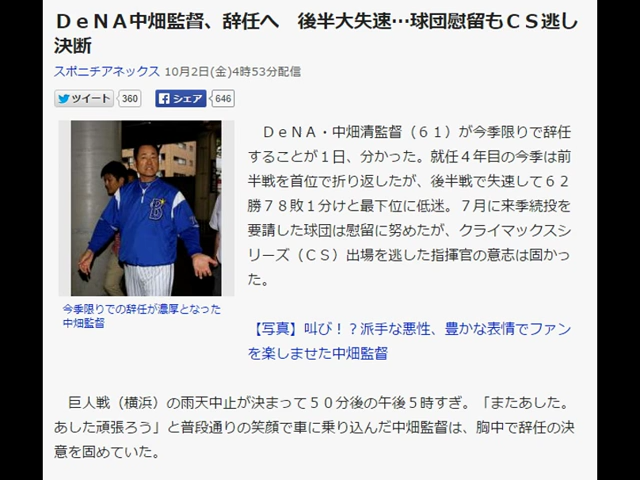 ＤｅＮＡ中畑監督、辞任へ　後半大失速…球団慰留もＣＳ逃し
決断
スポニチアネックス 10月2日(金)4時53分配信
ツイート 360 シェア 646
ＤｅＮＡ・中畑清監督（６１）が今季限りで辞任
することが１日、分かった。就任４年目の今季は前
半戦を首位で折り返したが、後半戦で失速して６２
勝７８敗１分けと最下位に低迷。７月に来季続投を
要請した球団は慰留に努めたが、クライマックスシ
リーズ（ＣＳ）出場を逃した指揮官の意志は固かっ
た。
今季限りでの辞任が濃厚となった
中畑監督
【写真】叫び！？派手な悪性、豊かな表情でファン
を楽しませた中畑監督
巨人戦（横浜）の雨天中止が決まって５０分後の午後５時すぎ。「またあした。
あした頑張ろう」と普段通りの笑顔で車に乗り込んだ中畑監督は、胸中で辞任の決
意を固めていた。